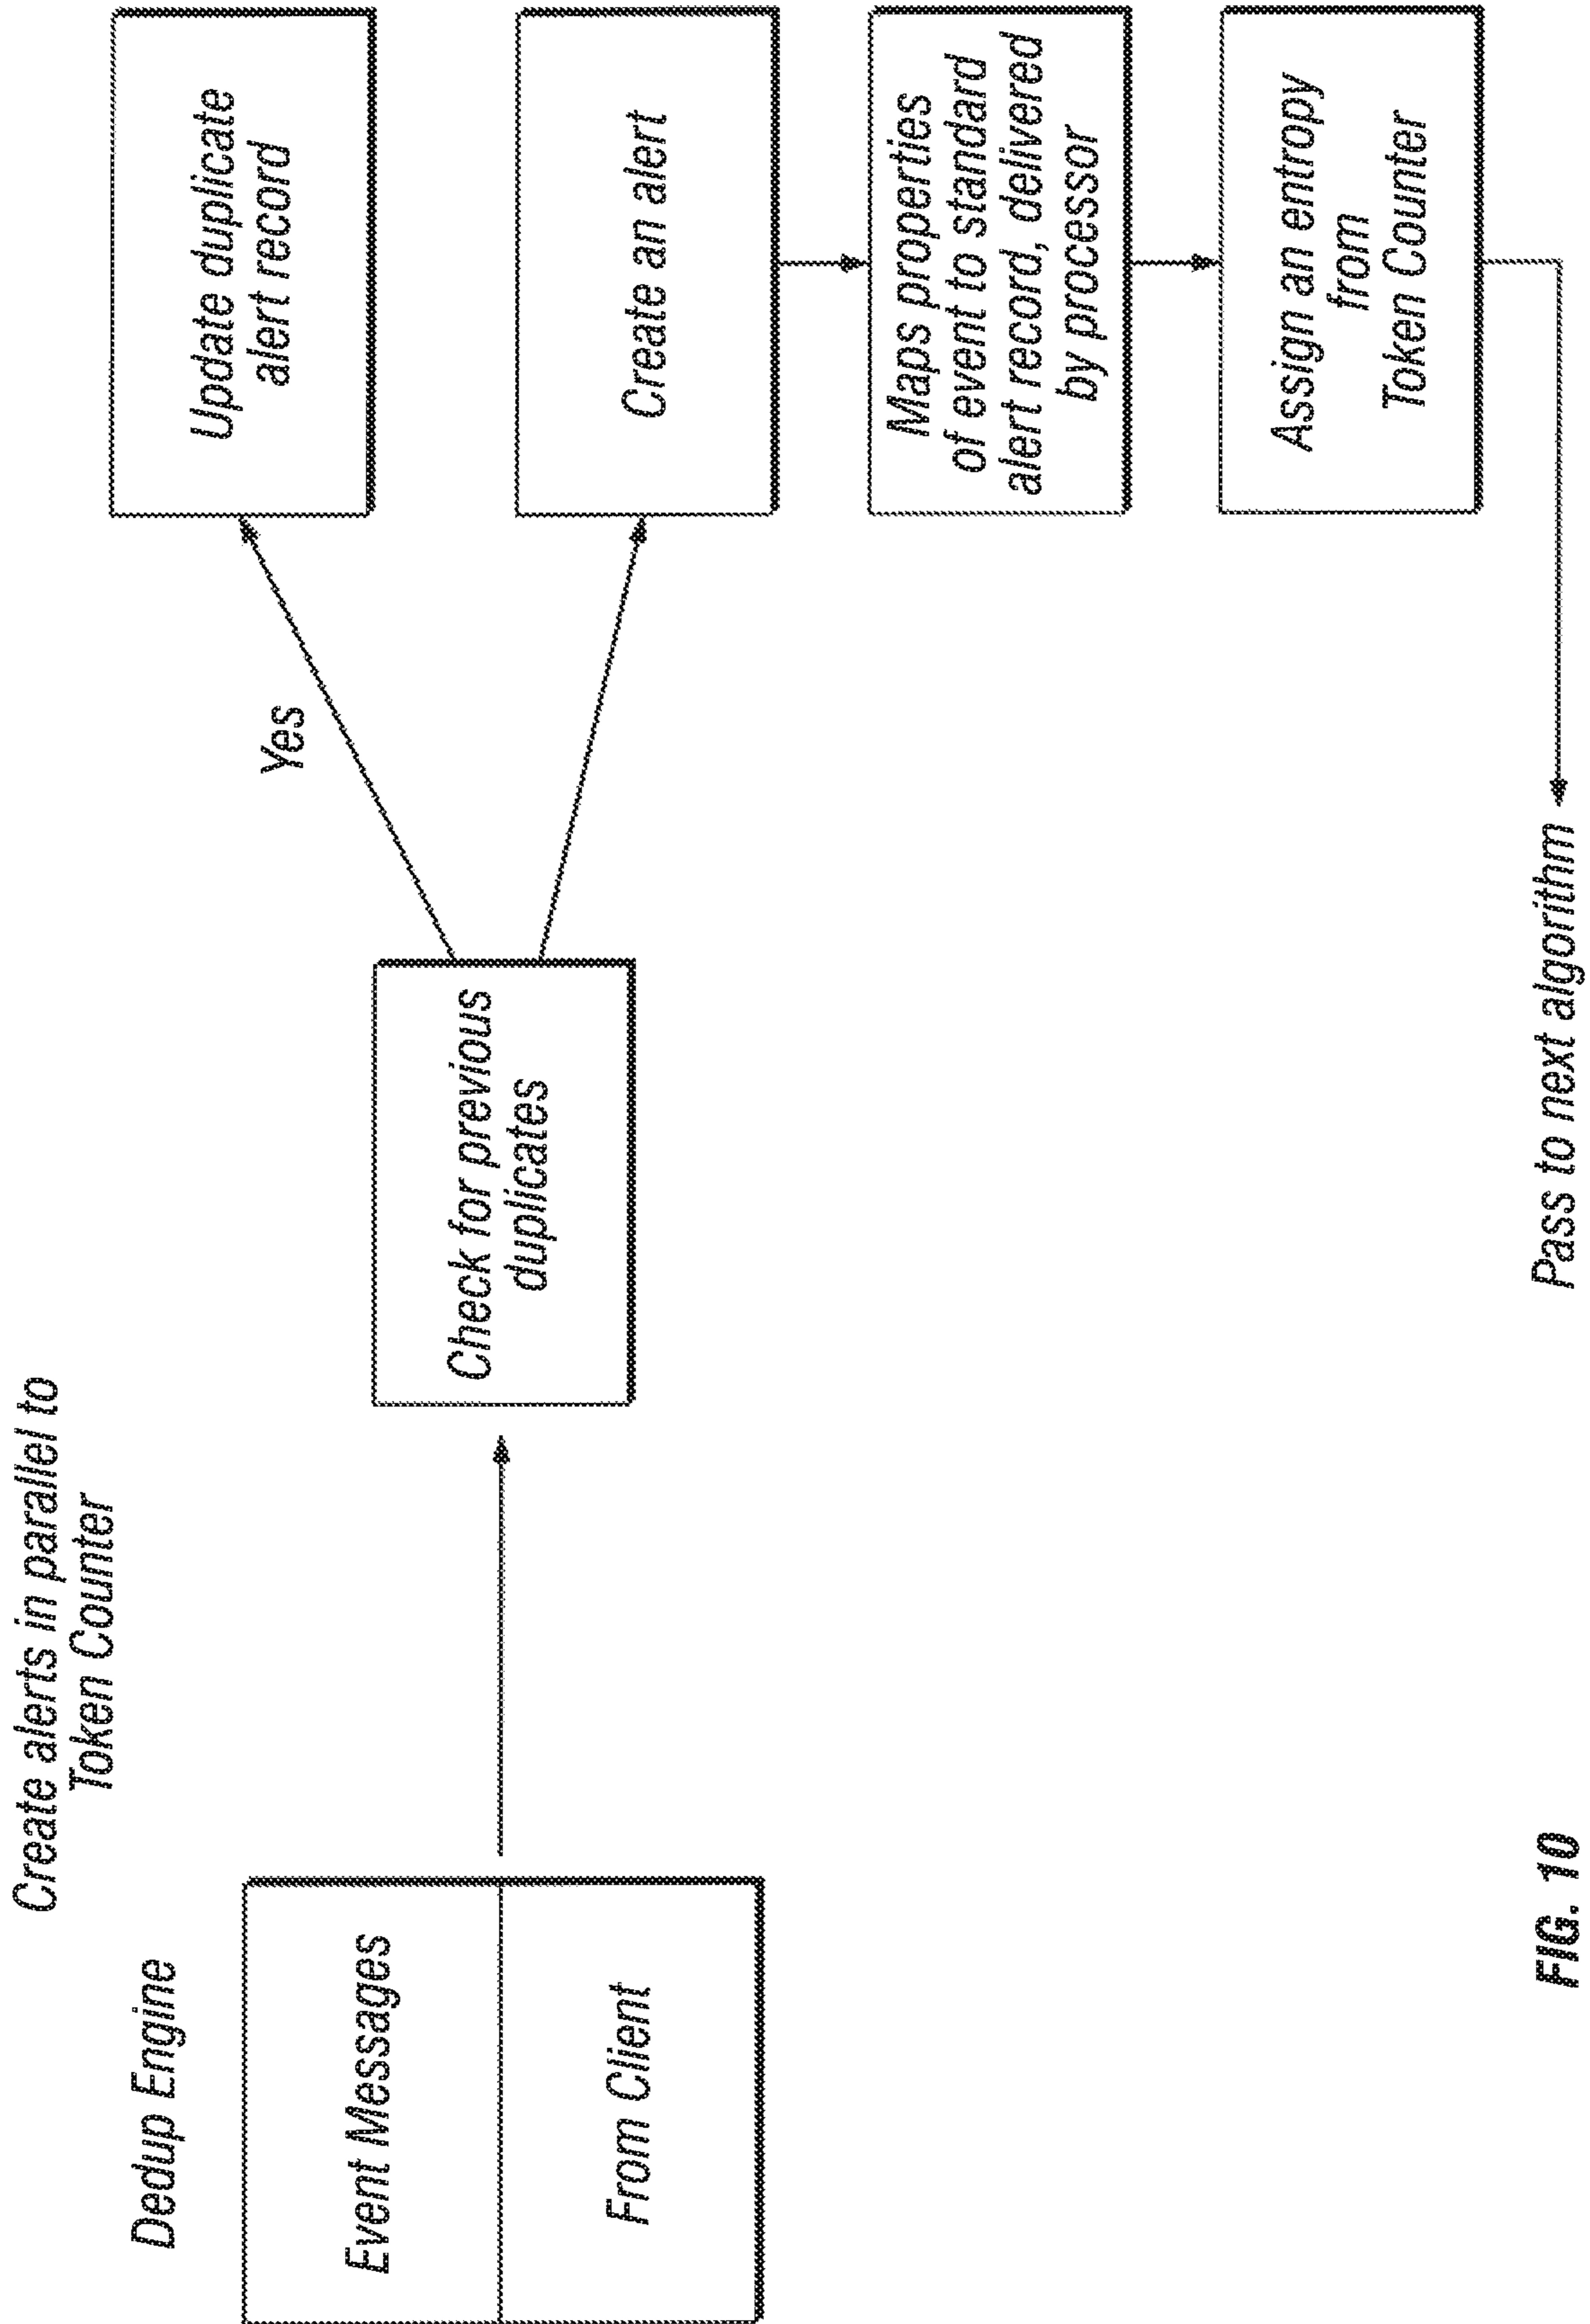 Create alerts in parallel to
Token Counter
Dedup Engine
Event Messages
From Client
Check for previous
duplicates
Yes
Update duplicate
alert record
Create an alert
Maps properties
of event to standard
alert record, delivered
by processor
Assign an entropy
from
Token Counter
Pass to next algorithm
FIG. 10